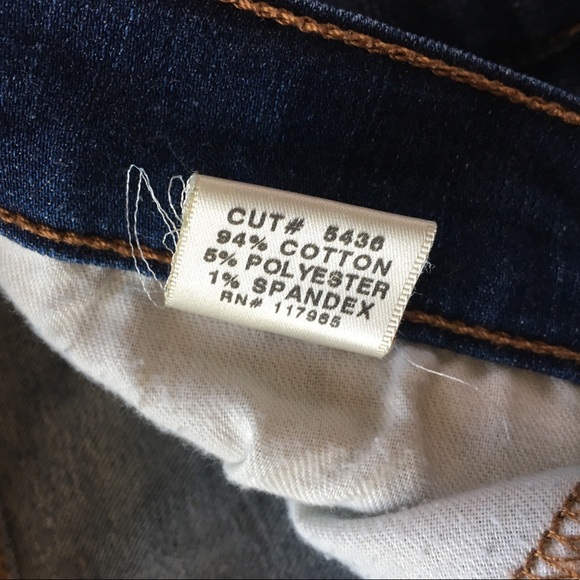 CUT# 5436
94% COTTON
5% POLYESTER
1% SPANDEX
RN# 117965